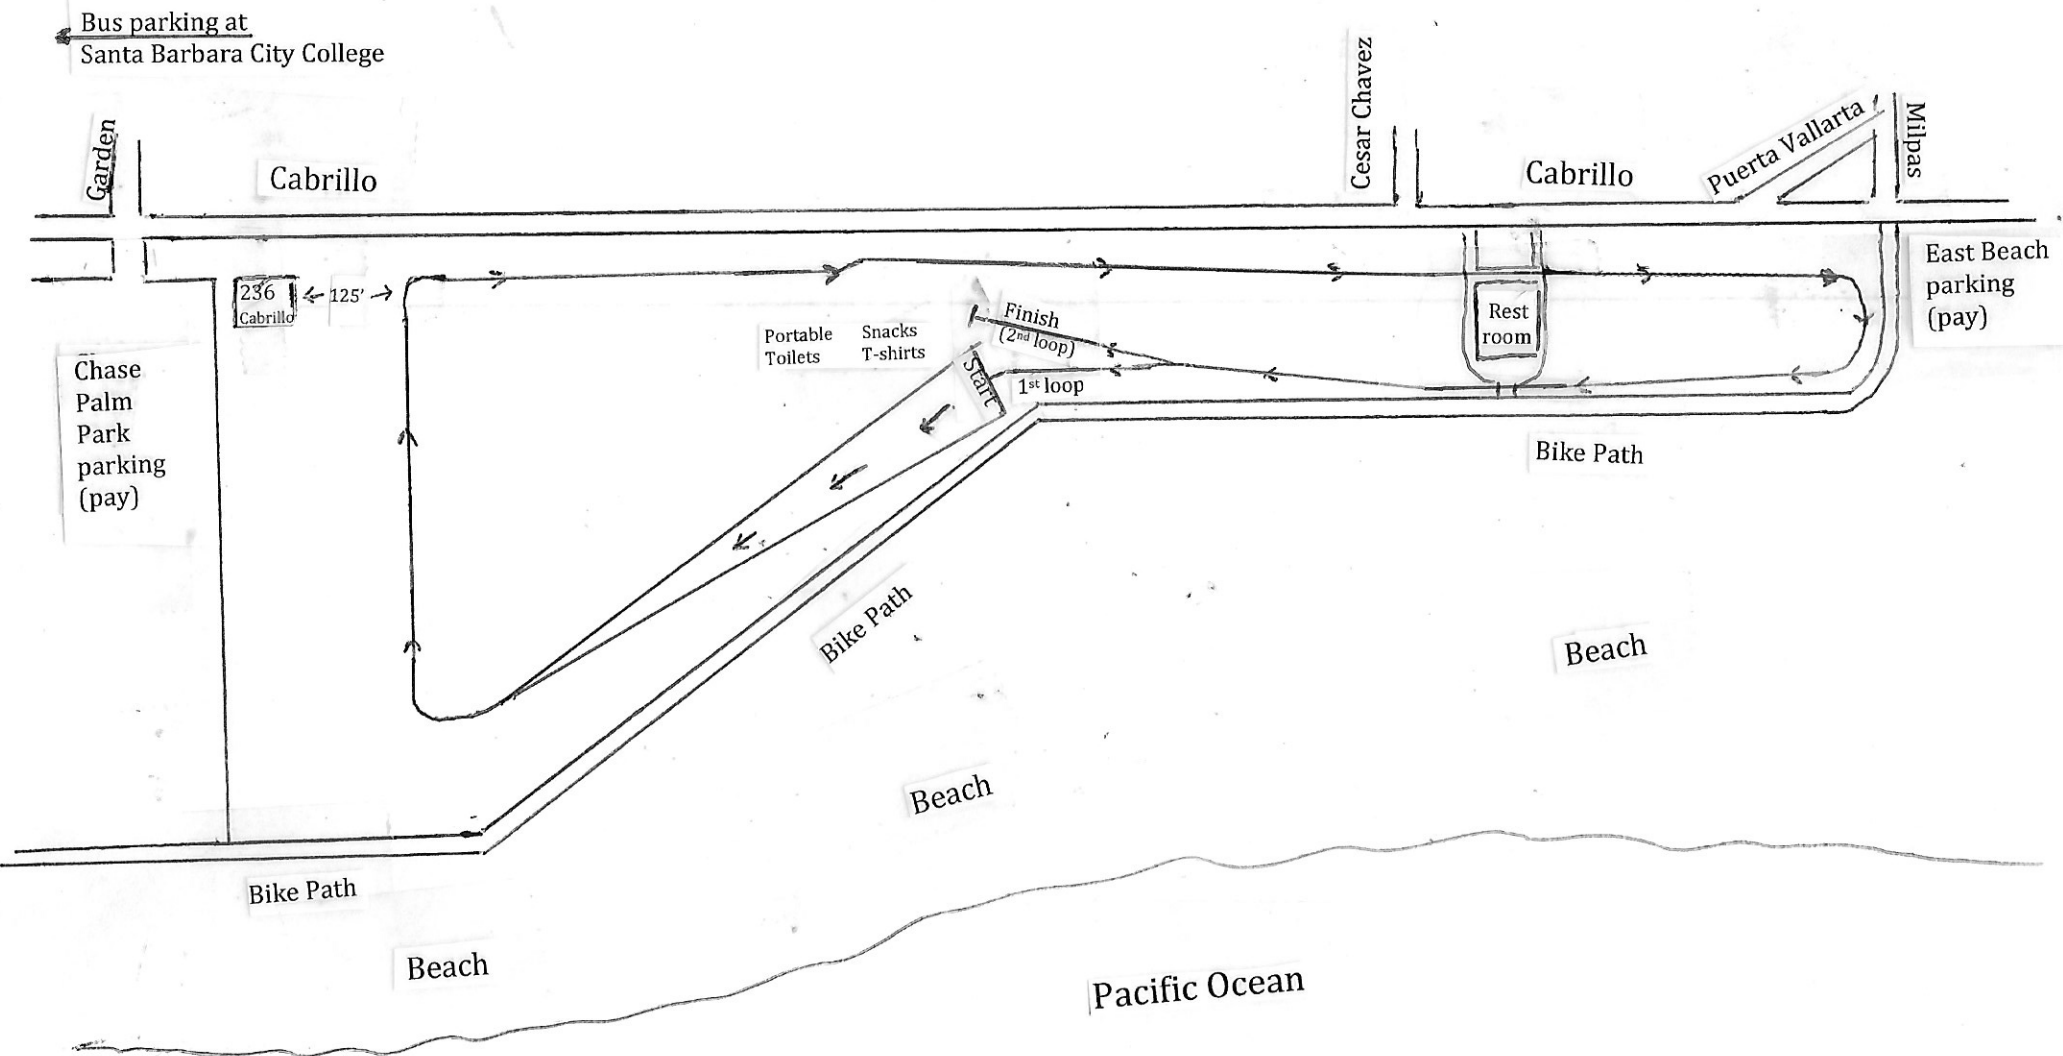 Bus parking at
Santa Barbara City College
Garden
Cabrillo
Cesar Chavez
Cabrillo
Puerta Vallarta
Milpas
236
Cabrillo
125'
East Beach
parking
(pay)
Chase
Palm
Park
parking
(pay)
Portable
Toilets
Snacks
T-shirts
Finish
(2nd loop)
Start
1st loop
Rest
room
Bike Path
Bike Path
Beach
Beach
Bike Path
Beach
Pacific Ocean